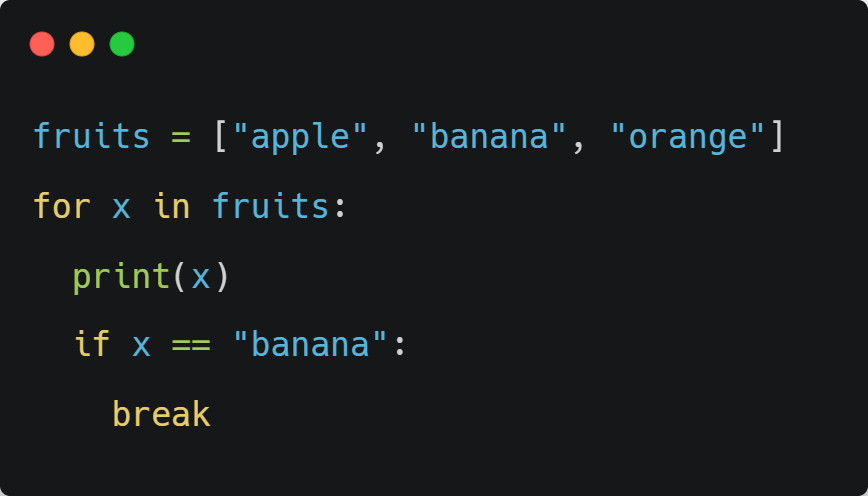 fruits = ["apple", "banana", "orange"]
for x in fruits:
  print(x)
  if x == "banana":
    break